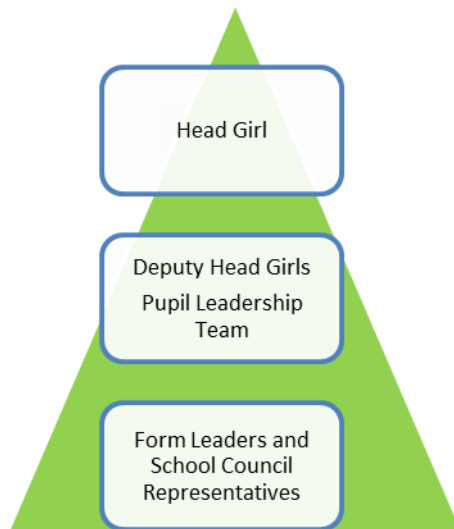 Head Girl
Deputy Head Girls
Pupil Leadership
Team
Form Leaders and
School Council
Representatives